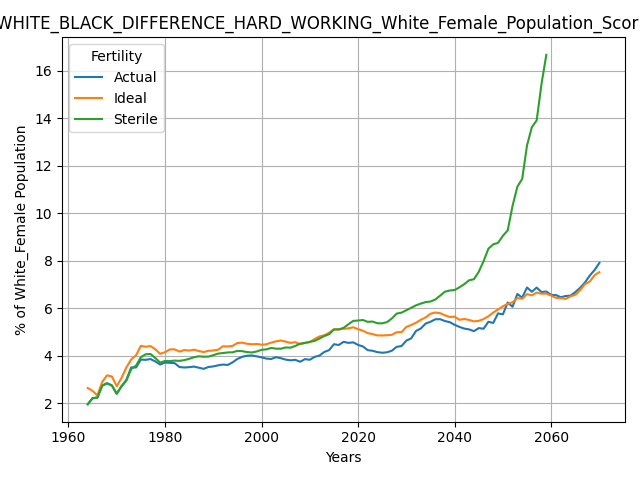 WHITE_BLACK_DIFFERENCE_HARD_WORKING_White_Female_Population_Scor
Fertility
Actual
Ideal
Sterile
% of White_Female Population
16
14
12
10
8
6
4
2
1960
1980
2000
2020
2040
2060
Years